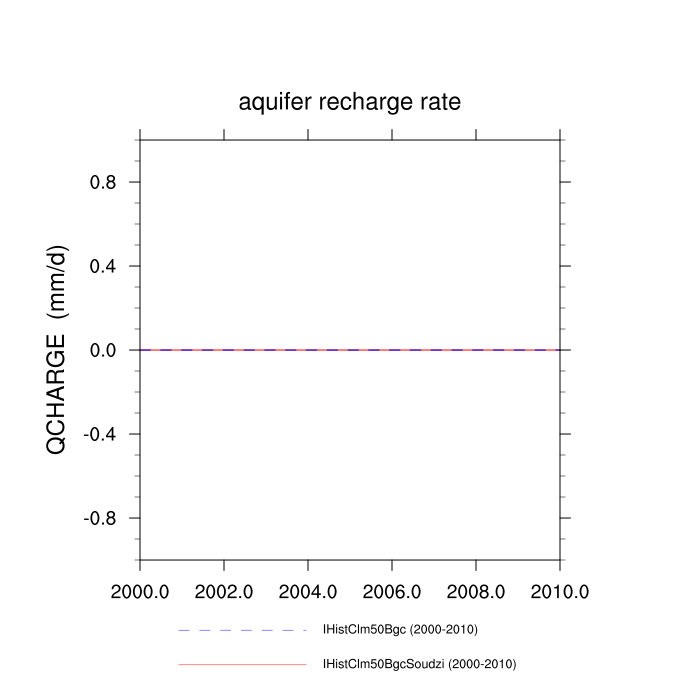 aquifer recharge rate
QCHARGE (mm/d)
0.8
0.4
0.0
-0.4
-0.8
2000.0 2002.0 2004.0 2006.0 2008.0 2010.0
IHistClm50Bgc (2000-2010)
IHistClm50BgcSoudzi (2000-2010)